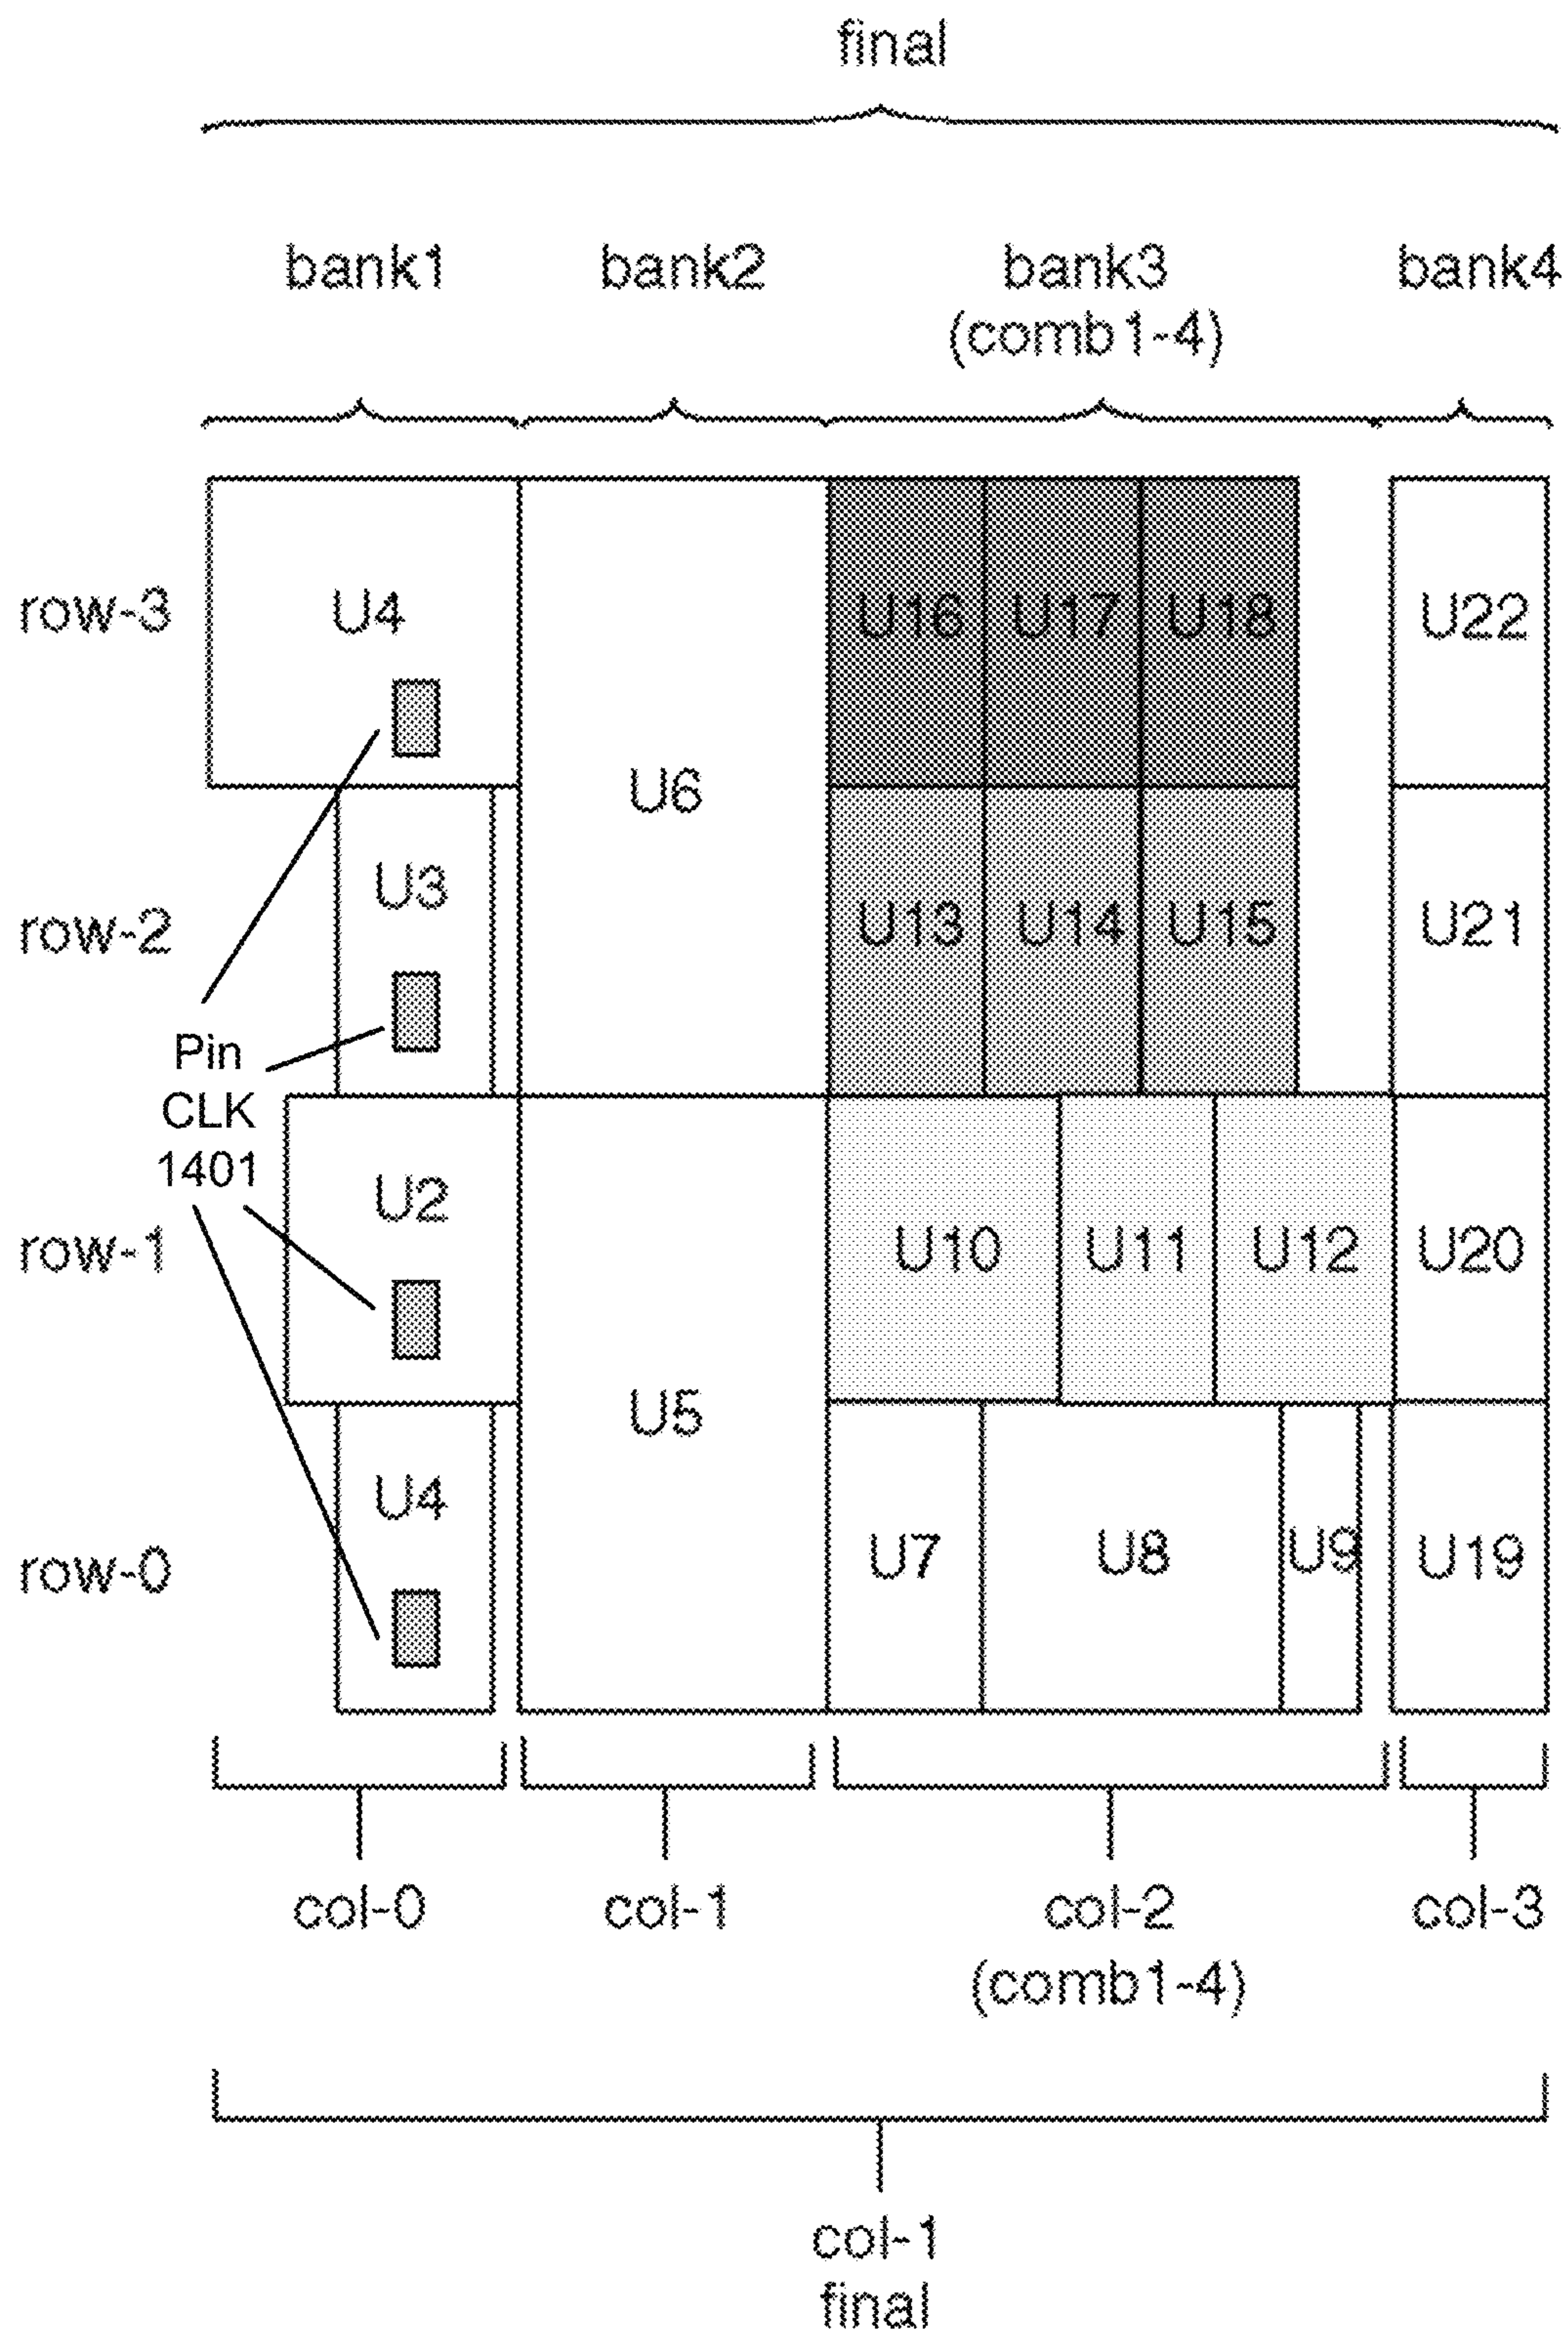 final
bank1 bank2 bank3 bank4
(comb1-4)
row-3 U4 U16 U17 U18 U22
U6
U3
row-2 U13 U14 U15 U21
Pin
CLK
1401
U2
row-1 U10 U11 U12 U20
U5
U4
row-0 U7 U8 U9 U19
col-0 col-1 col-2 col-3
(comb1-4)
col-1
final